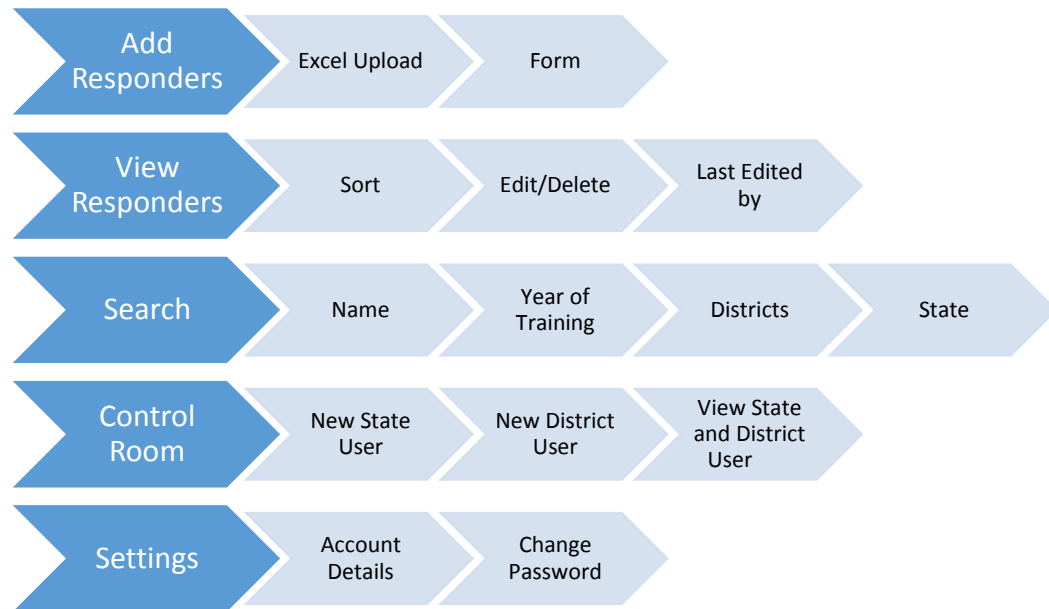 Add
Responders
Excel Upload
Form
View
Responders
Sort
Edit/Delete
Last Edited
by
Search
Name
Year of
Training
Districts
State
Control
Room
New State
User
New District
User
View State
and District
User
Settings
Account
Details
Change
Password